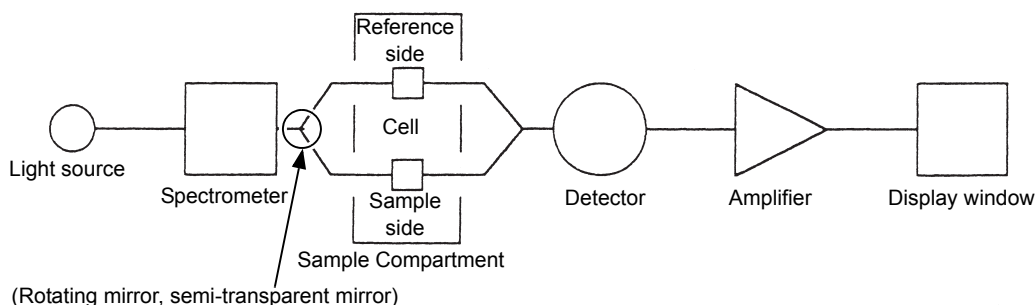 Reference
side
Cell
Light source
Spectrometer
Sample
side
Detector
Amplifier
Display window
Sample Compartment
(Rotating mirror, semi-transparent mirror)